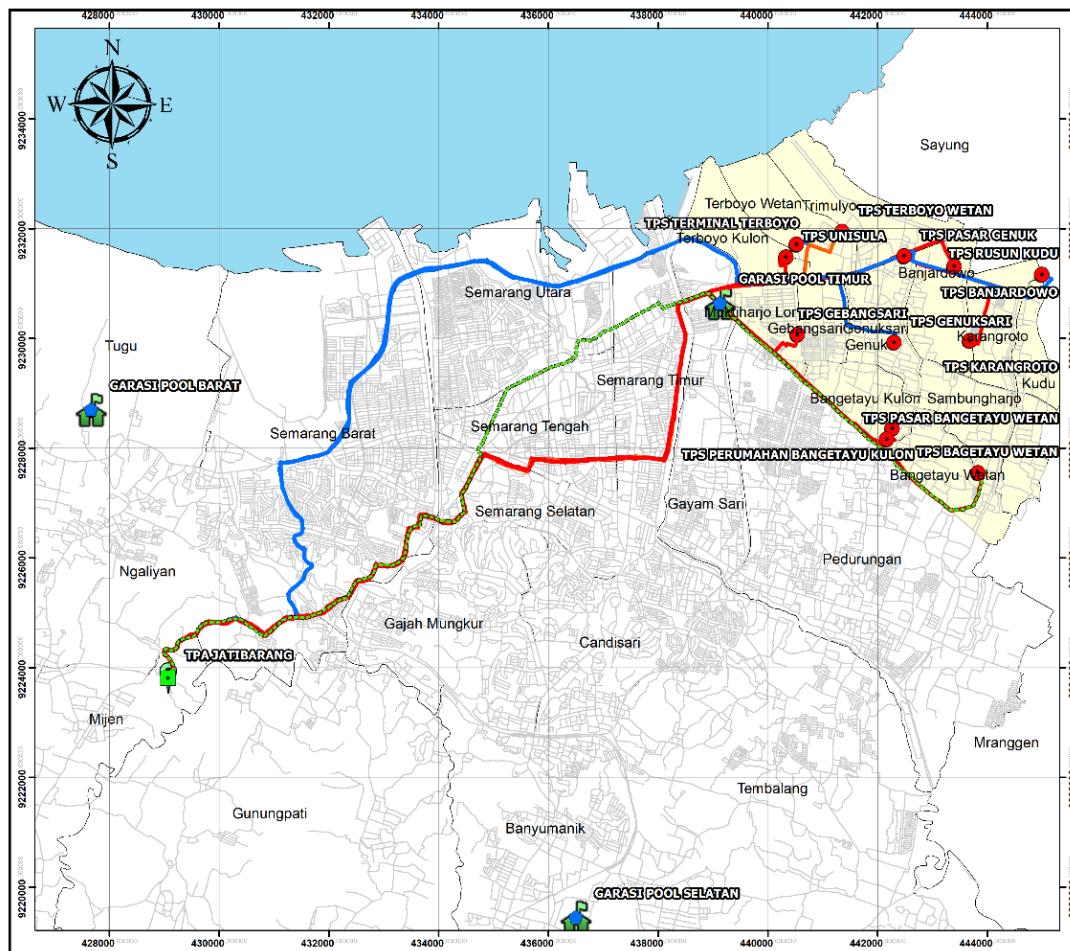 428000 430000 432000 434000 436000 438000 440000 442000 444000
N
W E
S
9234000
Sayung
Terboyo Wetan
Trimulyo
TPS TERBOYO WETAN
9232000
TPS TERMINAL TERBOYO
TPS UNISULA
TPS PASAR GENUK
Terboyo Kulon
TPS RUSUN KUDU
Banjardowo
GARASI POOL TIMUR
Semarang Utara
TPS BANJARDOWO
TPS GEBANGSARI
TPS GENUKSARI
Gebangsari
Genuksari
Karangroto
Genuk
9230000
Tugu
TPS KARANGROTO
GARASI POOL BARAT
Semarang Timur
Kudu
Bangetayu Kulon
Sambungharjo
TPS PASAR BANGETAYU WETAN
Semarang Tengah
Semarang Barat
9228000
TPS PERUMAHAN BANGETAYU KULON
TPS BAGETAYU WETAN
Bangetayu Wetan
Gayam Sari
Semarang Selatan
9226000
Pedurungan
Ngaliyan
Gajah Mungkur
Candisari
TPA JATIBARANG
9224000
Mijen
Mranggen
9222000
Tembalang
Gunungpati
Banyumanik
9220000
GARASI POOL SELATAN